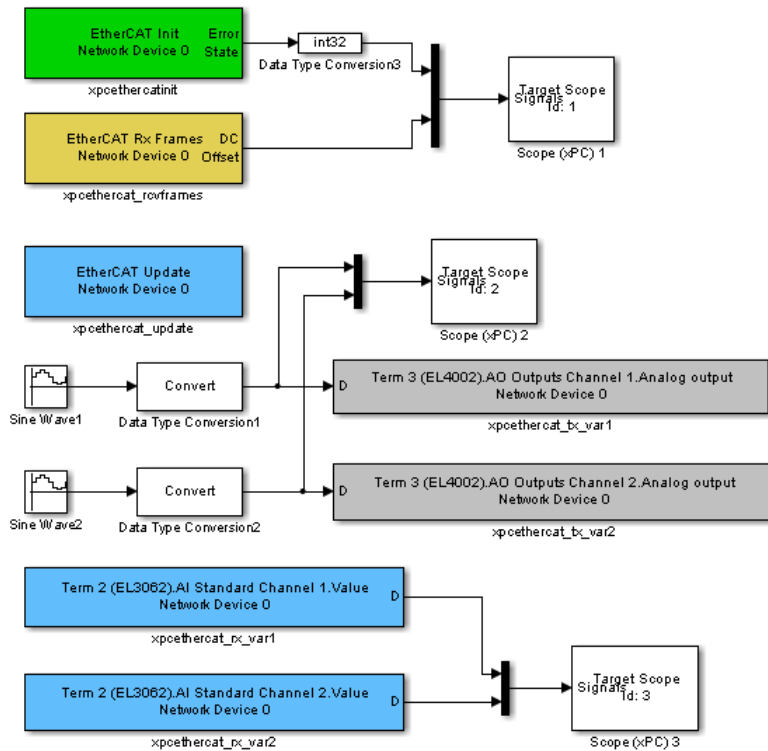 EtherCAT Init
Network Device 0
Error
State
xpcethercatinit
int32
Data Type Conversion3
Target Scope
Id: 1
Signals
Scope (xPC) 1
EtherCAT Rx Frames
Network Device 0
DC
Offset
xpcethercat_rcvframes
EtherCAT Update
Network Device 0
xpcethercat_update
Target Scope
Id: 2
Signals
Scope (xPC) 2
Sine Wave1
Convert
Data Type Conversion1
D
Term 3 (EL4002).AO Outputs Channel 1.Analog output
Network Device 0
xpcethercat_tx_var1
Sine Wave2
Convert
Data Type Conversion2
D
Term 3 (EL4002).AO Outputs Channel 2.Analog output
Network Device 0
xpcethercat_tx_var2
Term 2 (EL3062).AI Standard Channel 1.Value
Network Device 0
D
xpcethercat_rx_var1
Term 2 (EL3062).AI Standard Channel 2.Value
Network Device 0
D
xpcethercat_rx_var2
Target Scope
Id: 3
Signals
Scope (xPC) 3